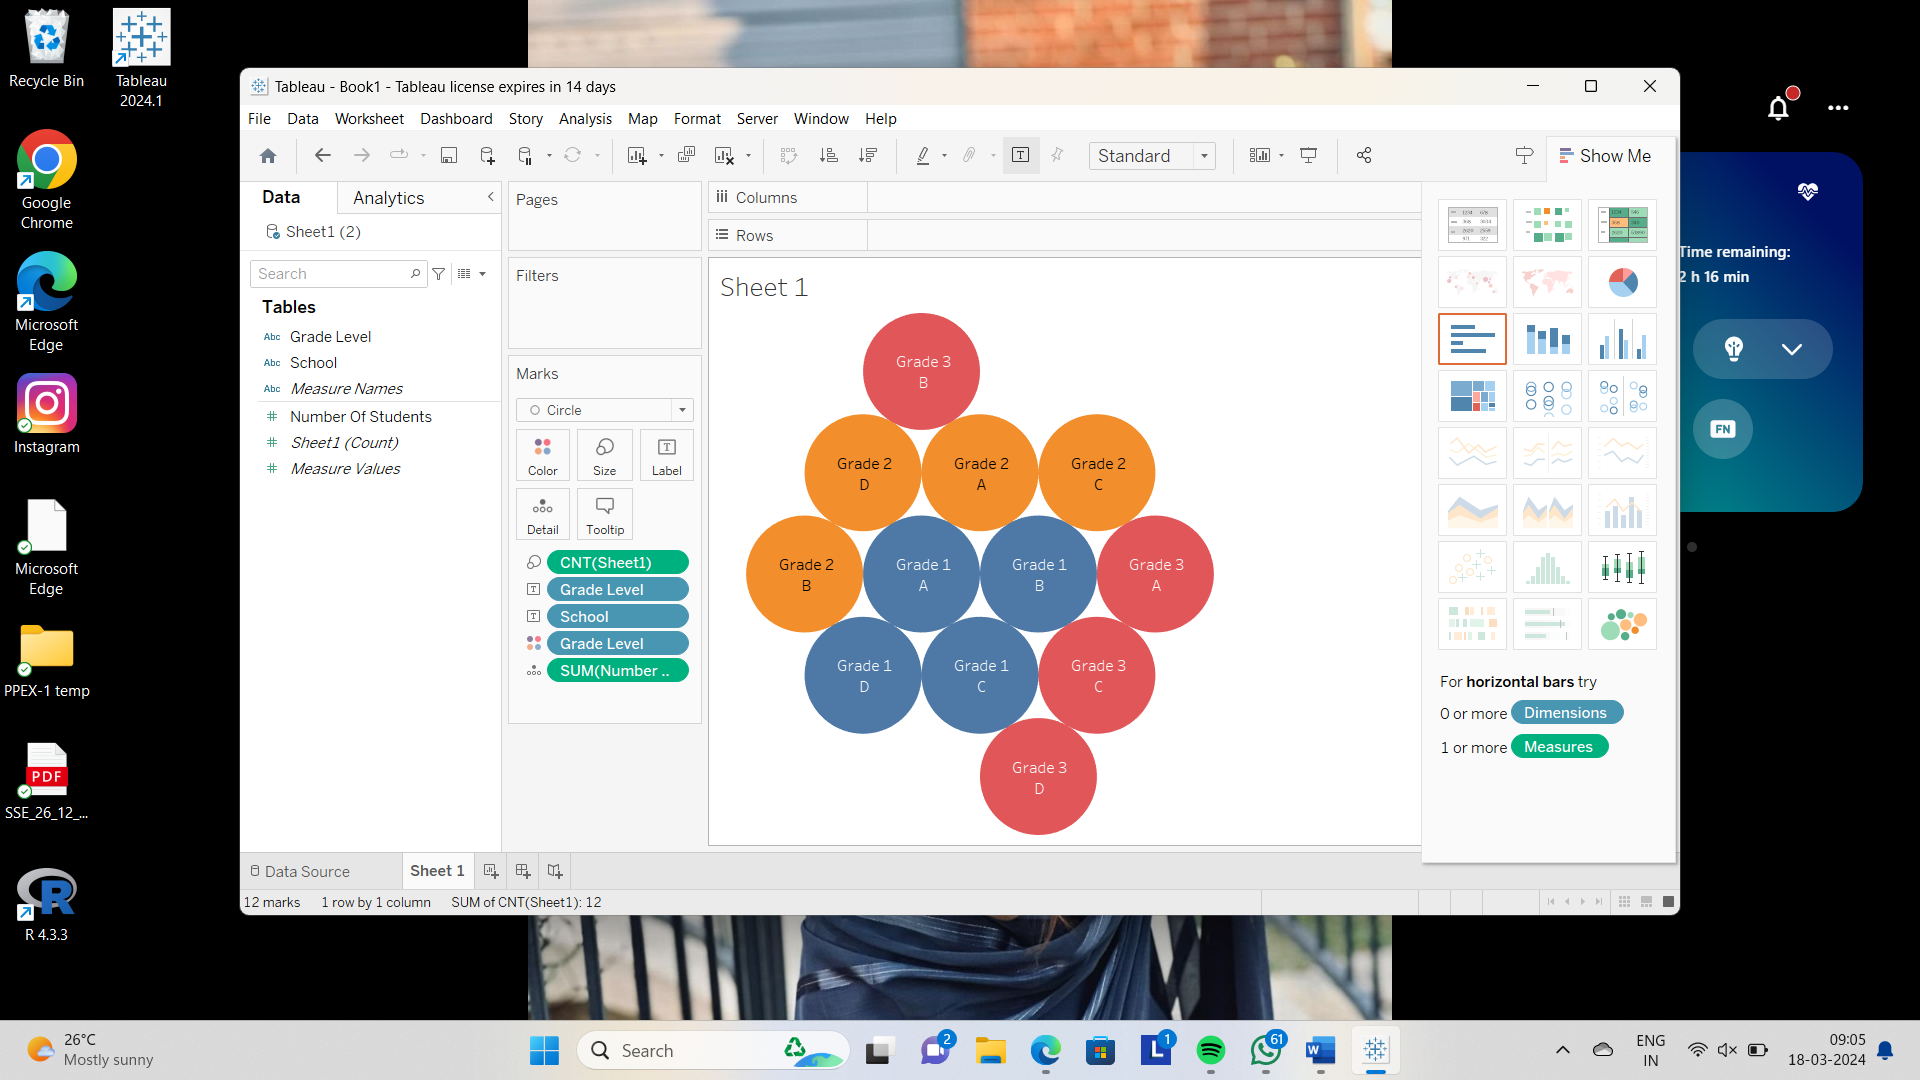 Recycle Bin
Tableau
2024.1
Google
Chrome
Microsoft
Edge
Instagram
Microsoft
Edge
PPEX-1 temp
PDF
SSE_26_12_...
R 4.3.3
Tableau - Book1 - Tableau license expires in 14 days
File Data Worksheet Dashboard Story Analysis Map Format Server Window Help
Standard
Show Me
Data
Analytics
Sheet1 (2)
Search
Tables
Abc Grade Level
Abc School
Abc Measure Names
# Number Of Students
# Sheet1 (Count)
# Measure Values
Pages
Filters
Marks
Circle
Color
Size
Label
Detail
Tooltip
CNT(Sheet1)
Grade Level
School
Grade Level
SUM(Number ..
Columns
Rows
Sheet 1
Grade 3
B
Grade 2
D
Grade 2
A
Grade 2
C
Grade 2
B
Grade 1
A
Grade 1
B
Grade 3
A
Grade 1
D
Grade 1
C
Grade 3
C
Grade 3
D
For horizontal bars try
0 or more Dimensions
1 or more Measures
Time remaining:
2 h 16 min
FN
Data Source
Sheet 1
12 marks 1 row by 1 column SUM of CNT(Sheet1): 12
26°C
Mostly sunny
Search
2
1
61
ENG
IN
09:05
18-03-2024